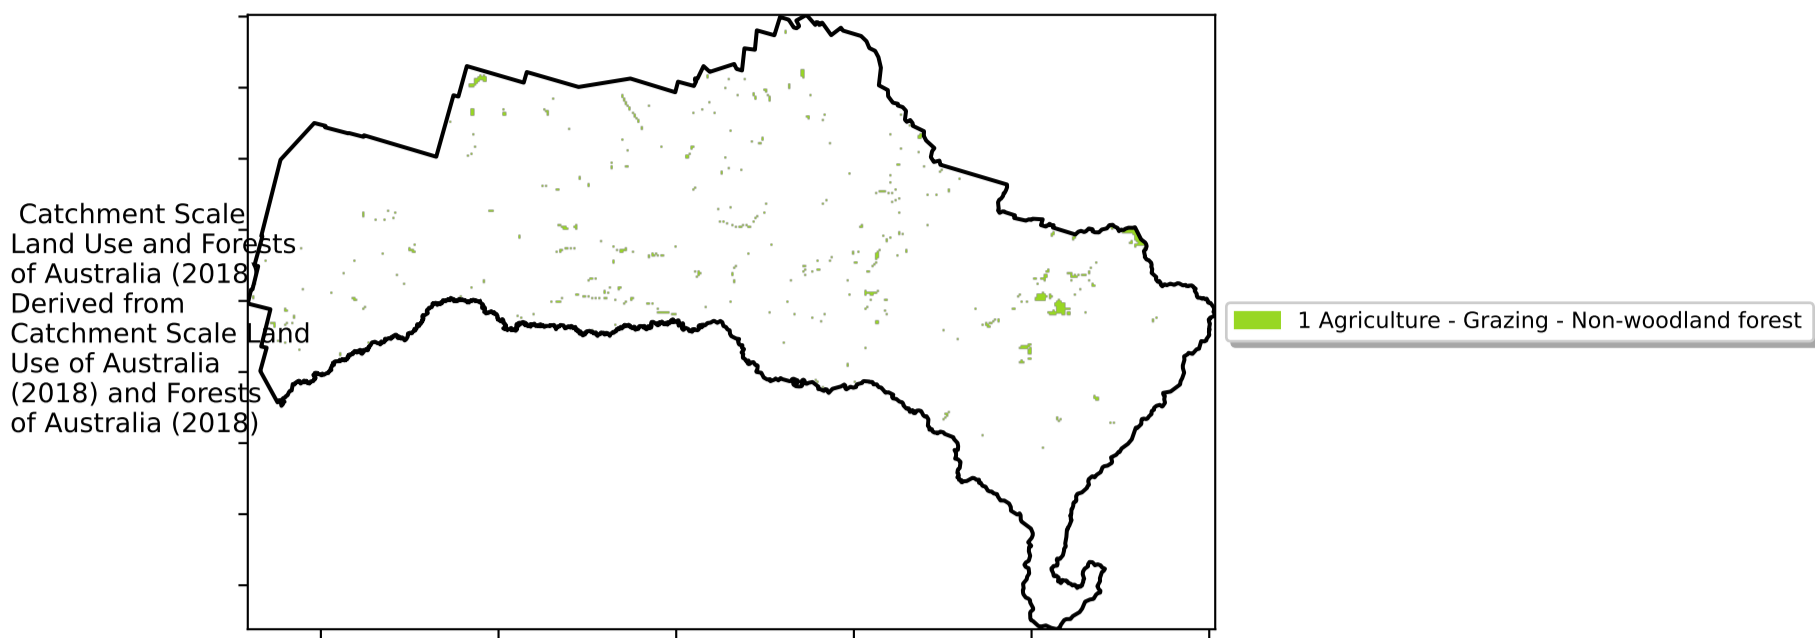 Catchment Scale
Land Use and Forests
of Australia (2018)
Derived from
Catchment Scale Land
Use of Australia
(2018) and Forests
of Australia (2018)
1 Agriculture - Grazing - Non-woodland forest